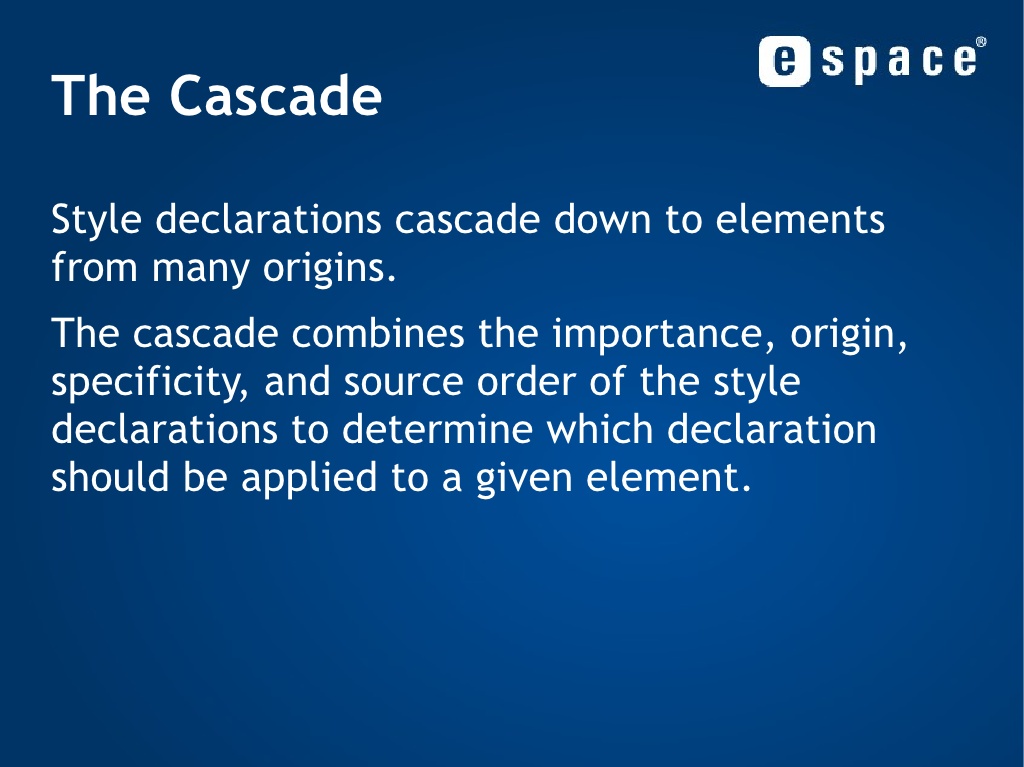 e space®
The Cascade
Style declarations cascade down to elements
from many origins.
The cascade combines the importance, origin,
specificity, and source order of the style
declarations to determine which declaration
should be applied to a given element.